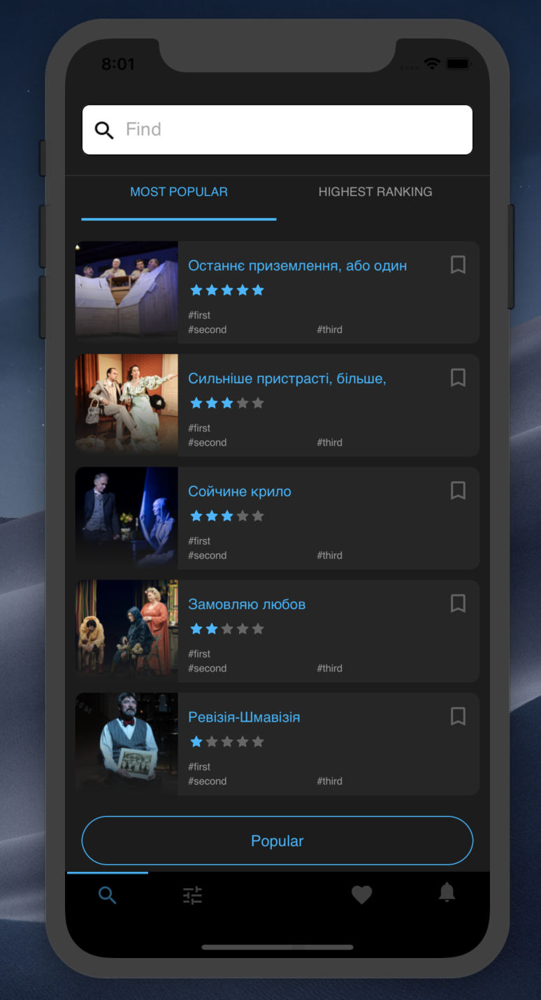 8:01
Find
MOST POPULAR
HIGHEST RANKING
Останнє приземлення, або один
#first
#second #third
Сильніше пристрасті, більше,
#first
#second #third
Сойчине крило
#first
#second #third
Замовляю любов
#first
#second #third
Ревізія-Шмавізія
#first
#second #third
Popular